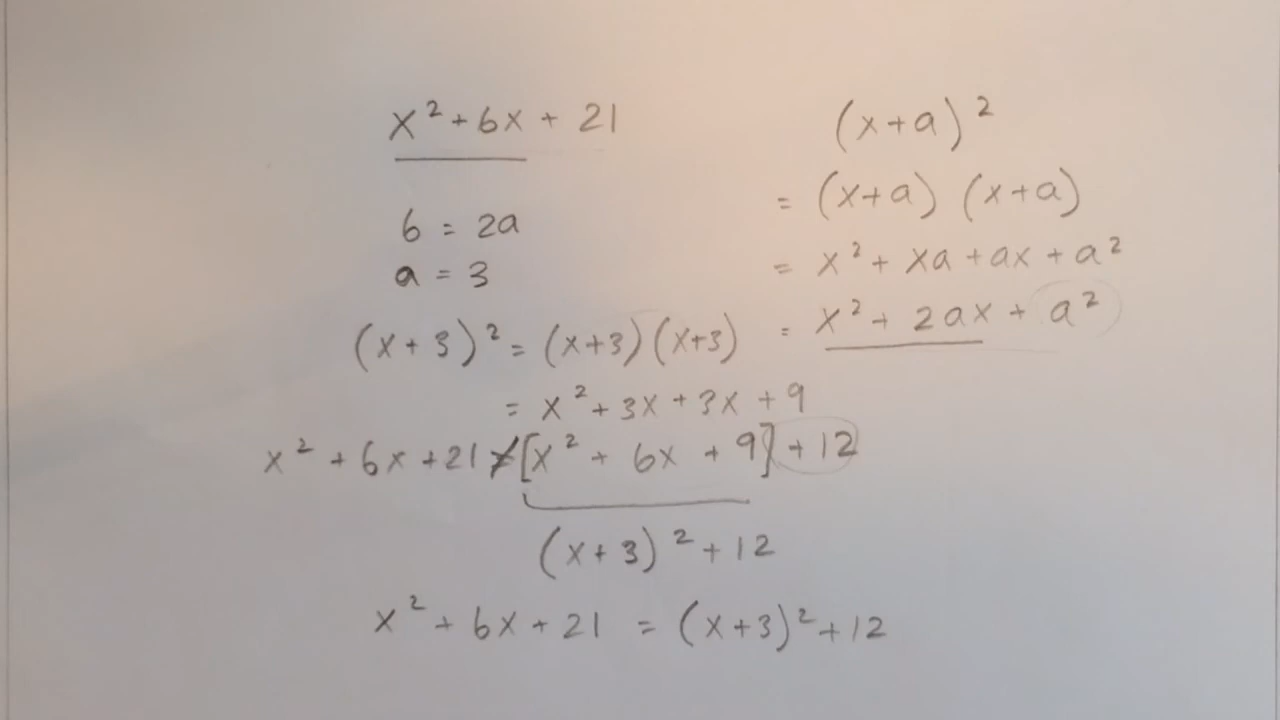 x² + 6x + 21
6 = 2a
a = 3
(x + 3)² = (x+3)(x+3)
= x² + 3x + 3x + 9
x² + 6x + 21 ≠ [x² + 6x + 9] + 12
(x + 3)² + 12
x² + 6x + 21 = (x+3)² + 12
(x+a)²
= (x+a) (x+a)
= x² + xa + ax + a²
= x² + 2ax + a²